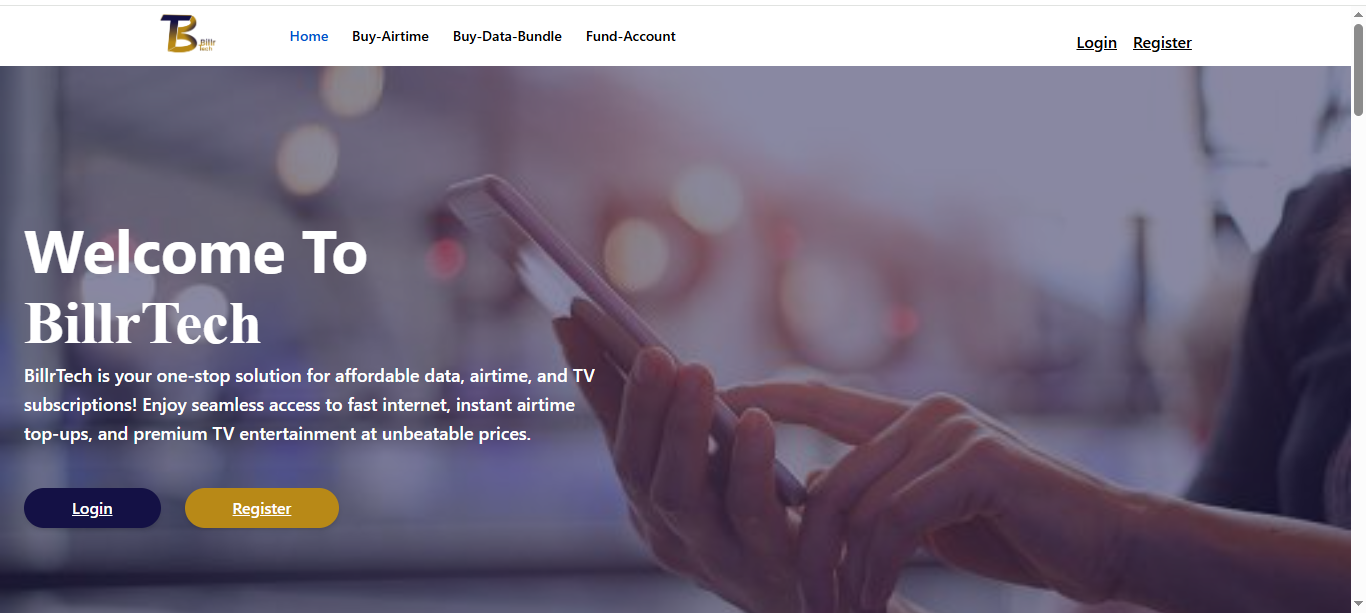 TB Billr
tech
Home Buy-Airtime Buy-Data-Bundle Fund-Account
Login Register
Welcome To
BillrTech
BillrTech is your one-stop solution for affordable data, airtime, and TV
subscriptions! Enjoy seamless access to fast internet, instant airtime
top-ups, and premium TV entertainment at unbeatable prices.
Login Register